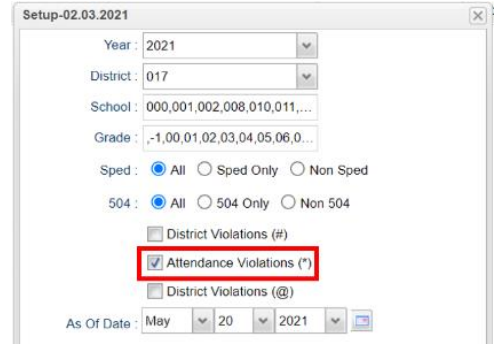 Setup-02.03.2021
Year : 2021
District : 017
School : 000,001,002,008,010,011,...
Grade : ,-1,00,01,02,03,04,05,06,0...
Sped : All Sped Only Non Sped
504 : All 504 Only Non 504
District Violations (#)
Attendance Violations (*)
District Violations (@)
As Of Date : May 20 2021